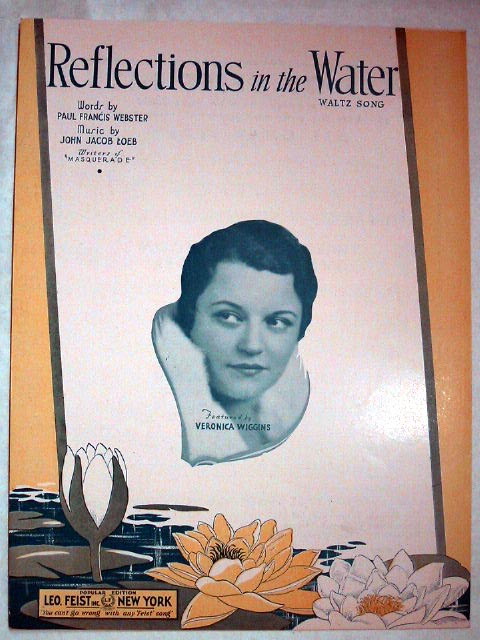 Reflections in the Water
WALTZ SONG
Words by
PAUL FRANCIS WEBSTER
Music by
JOHN JACOB LOEB
Writers of
"MASQUERADE"
Featured by
VERONICA WIGGINS
POPULAR EDITION
LEO. FEIST INC. NEW YORK
"You can't go wrong with any 'Feist' song"